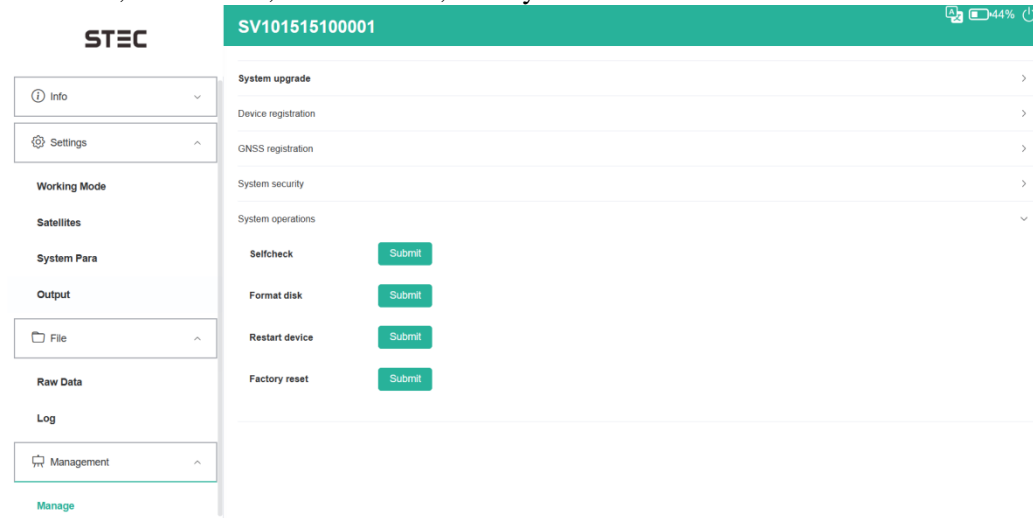 STEC
SV101515100001
44%
Info
Settings
Working Mode
Satellites
System Para
Output
File
Raw Data
Log
Management
Manage
System upgrade
Device registration
GNSS registration
System security
System operations
Selfcheck Submit
Format disk Submit
Restart device Submit
Factory reset Submit